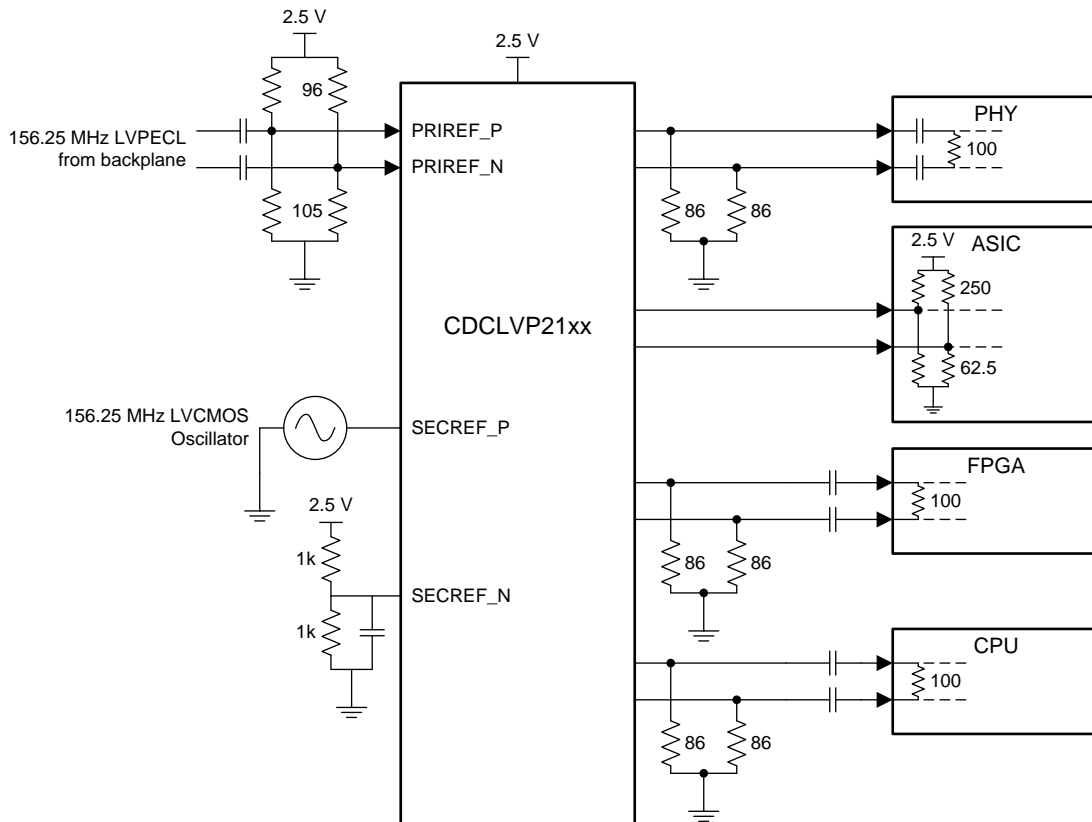 2.5 V
2.5 V
96
156.25 MHz LVPECL
from backplane
PRIREF_P
PRIREF_N
105
PHY
100
86
86
2.5 V
ASIC
250
62.5
CDCLVP21xx
156.25 MHz LVCMOS
Oscillator
SECREF_P
FPGA
100
86
86
2.5 V
1k
SECREF_N
1k
CPU
100
86
86